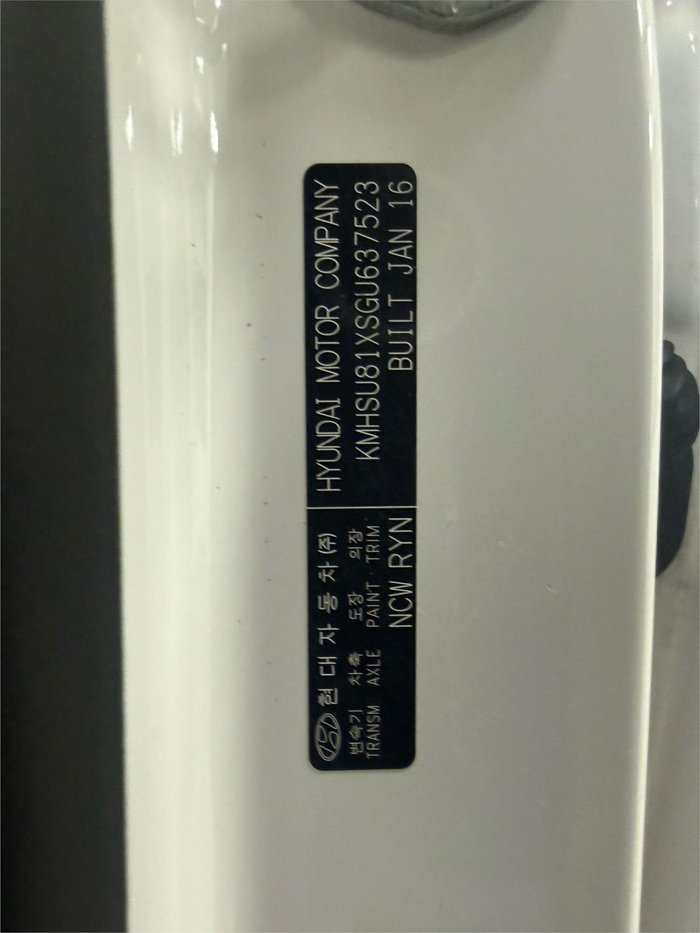 현대자동차(주)
변속기 차축 도장 외장
TRANSM AXLE PAINT TRIM
NCW RYN
HYUNDAI MOTOR COMPANY
KMHSU81XSGU637523
BUILT JAN 16